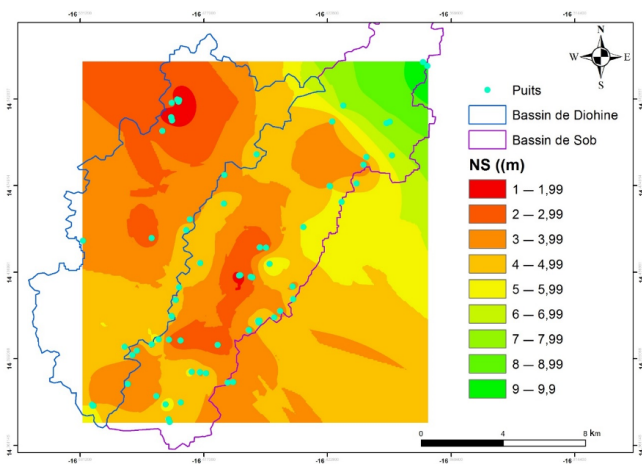 N
W E
S
Puits
Bassin de Diohine
Bassin de Sob
NS ((m)
1 — 1,99
2 — 2,99
3 — 3,99
4 — 4,99
5 — 5,99
6 — 6,99
7 — 7,99
8 — 8,99
9 — 9,9
0 4 8 km